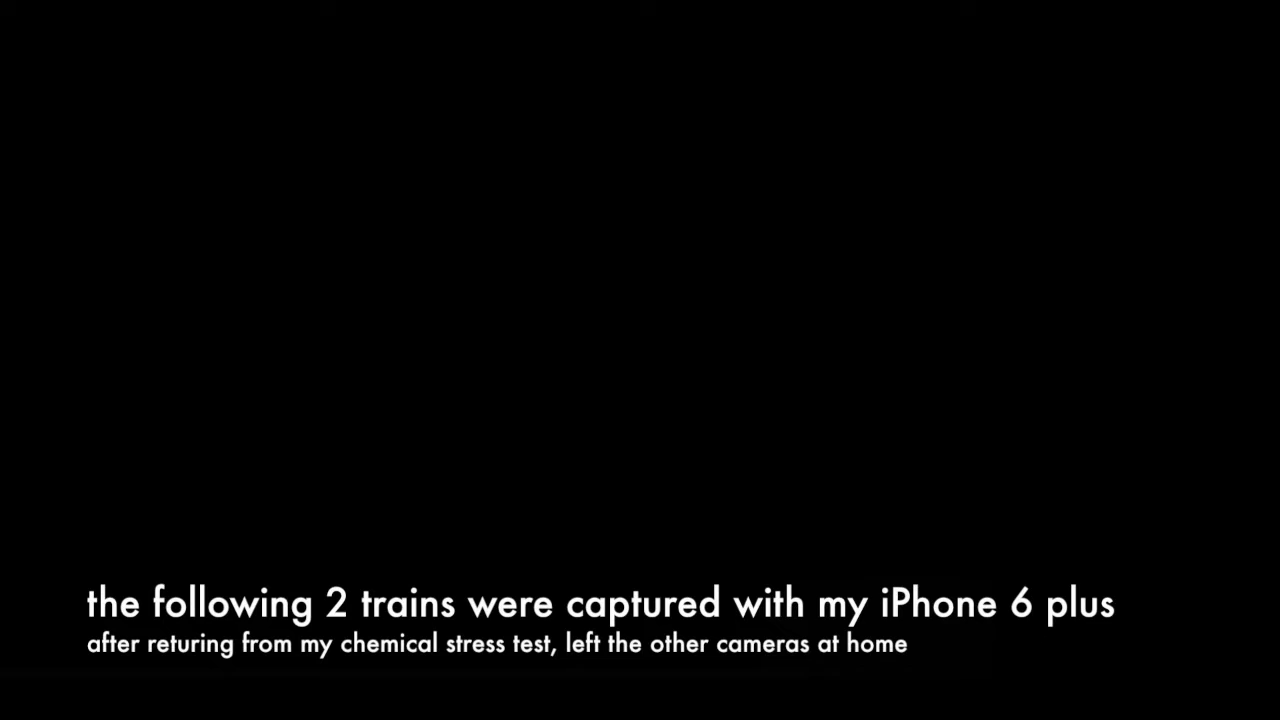 the following 2 trains were captured with my iPhone 6 plus
after returing from my chemical stress test, left the other cameras at home